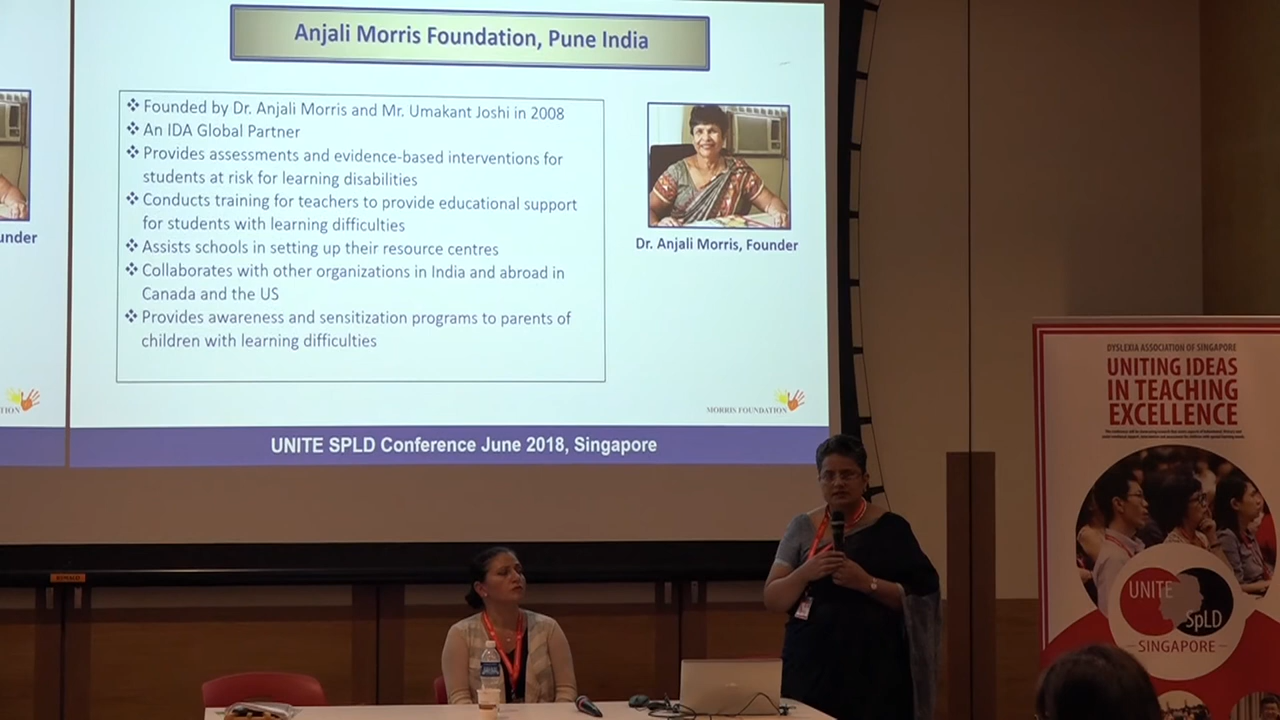 Anjali Morris Foundation, Pune India
❖ Founded by Dr. Anjali Morris and Mr. Umakant Joshi in 2008
❖ An IDA Global Partner
❖ Provides assessments and evidence-based interventions for
students at risk for learning disabilities
❖ Conducts training for teachers to provide educational support
for students with learning difficulties
❖ Assists schools in setting up their resource centres
❖ Collaborates with other organizations in India and abroad in
Canada and the US
❖ Provides awareness and sensitization programs to parents of
children with learning difficulties
Dr. Anjali Morris, Founder
under
TION
MORRIS FOUNDATION
UNITE SPLD Conference June 2018, Singapore
DYSLEXIA ASSOCIATION OF SINGAPORE
UNITING IDEAS
IN TEACHING
EXCELLENCE
UNITE
SpLD
SINGAPORE